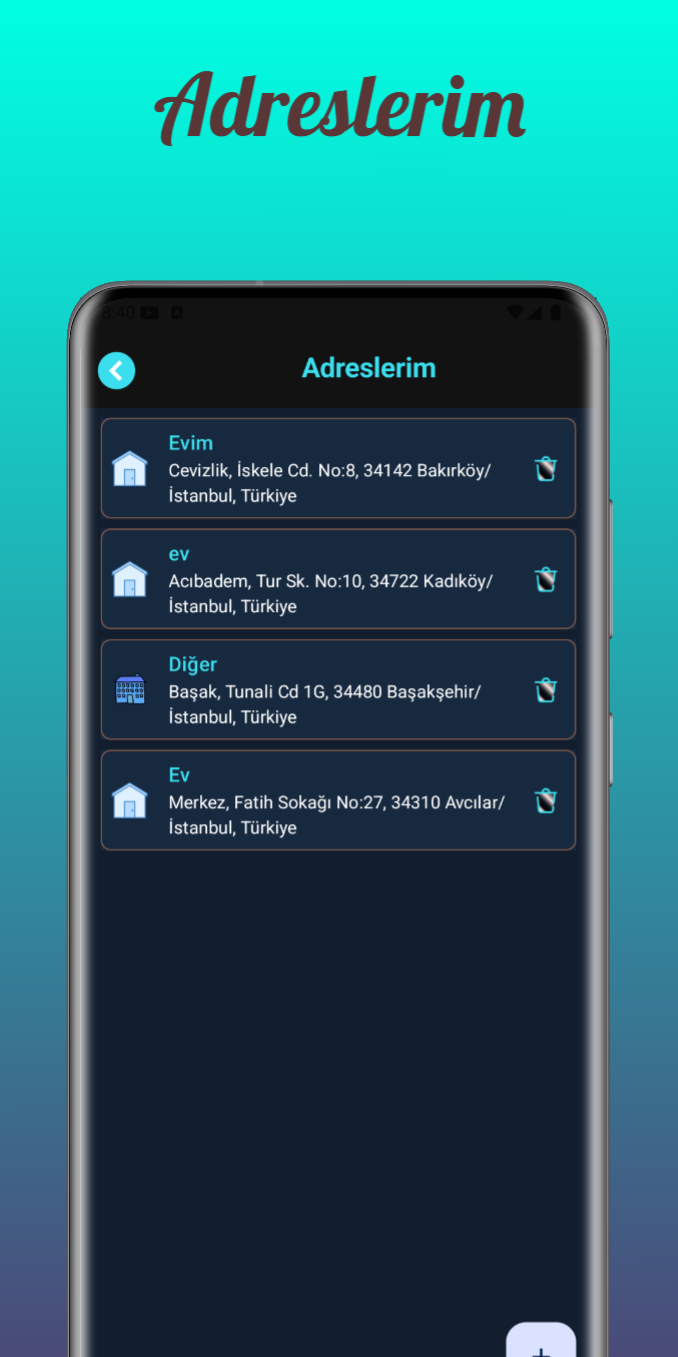 Adreslerim
8:40
Adreslerim
Evim
Cevizlik, İskele Cd. No:8, 34142 Bakırköy/
İstanbul, Türkiye
ev
Acıbadem, Tur Sk. No:10, 34722 Kadıköy/
İstanbul, Türkiye
Diğer
Başak, Tunali Cd 1G, 34480 Başakşehir/
İstanbul, Türkiye
Ev
Merkez, Fatih Sokağı No:27, 34310 Avcılar/
İstanbul, Türkiye
+